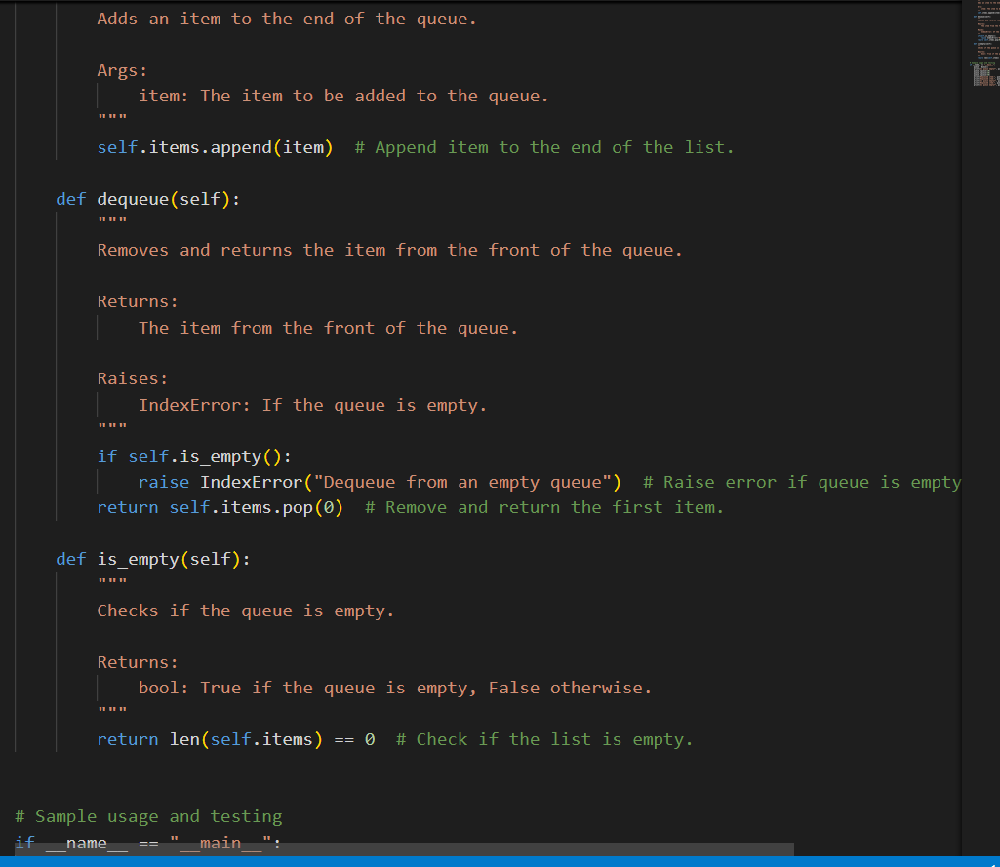 Adds an item to the end of the queue.
Args:
item: The item to be added to the queue.
"""
self.items.append(item)  # Append item to the end of the list.
def dequeue(self):
"""
Removes and returns the item from the front of the queue.
Returns:
The item from the front of the queue.
Raises:
IndexError: If the queue is empty.
"""
if self.is_empty():
raise IndexError("Dequeue from an empty queue")  # Raise error if queue is empty
return self.items.pop(0)  # Remove and return the first item.
def is_empty(self):
"""
Checks if the queue is empty.
Returns:
bool: True if the queue is empty, False otherwise.
"""
return len(self.items) == 0  # Check if the list is empty.
# Sample usage and testing
if __name__ == "__main__":